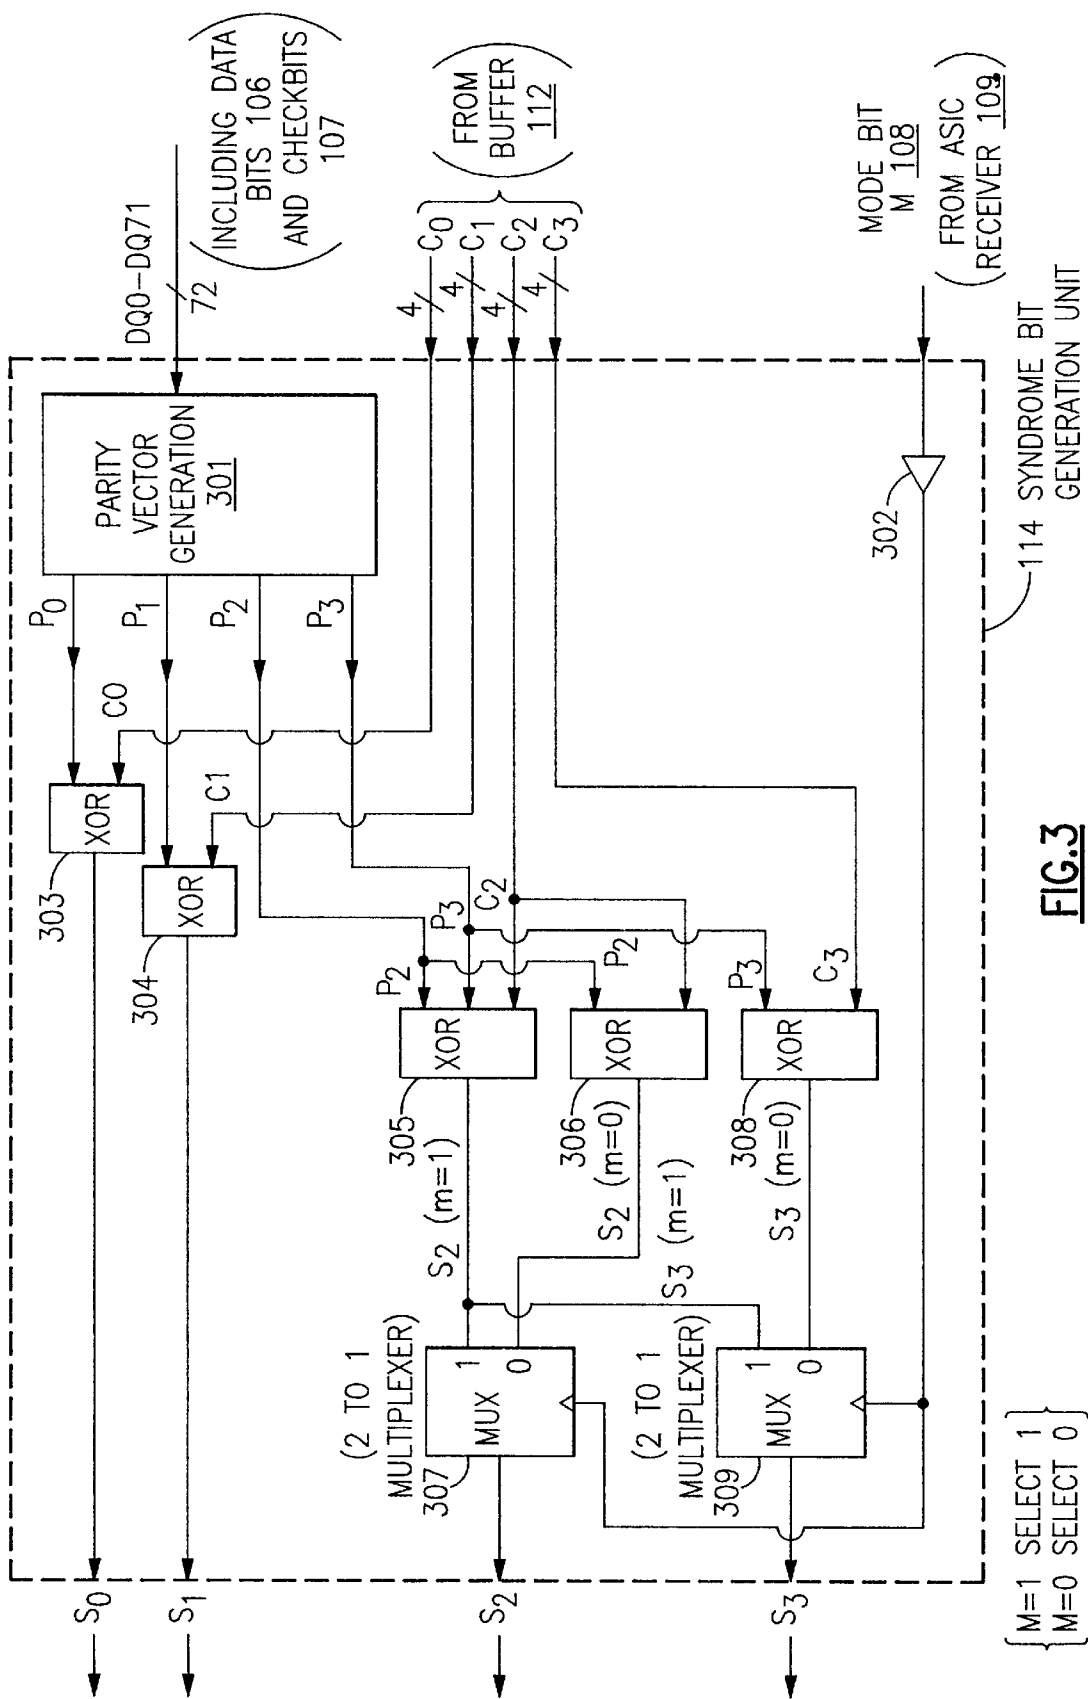 DQ0-DQ71
72
(INCLUDING DATA
BITS 106
AND CHECKBITS
107)
(FROM
BUFFER
112)
4 C0
4 C1
4 C2
4 C3
MODE BIT
M 108
(FROM ASIC
RECEIVER 109)
PARITY
VECTOR
GENERATION
301
P0
P1
P2
P3
C0
C1
302
114 SYNDROME BIT
GENERATION UNIT
XOR
303
XOR
304
P2
P3
C2
P2
P3
C3
XOR
305
XOR
306
XOR
308
S2 (m=1)
S2 (m=0)
S3 (m=1)
S3 (m=0)
(2 TO 1
MULTIPLEXER)
307
MUX
1
0
(2 TO 1
MULTIPLEXER)
309
MUX
1
0
S0
S1
S2
S3
{M=1 SELECT 1}
{M=0 SELECT 0}
FIG.3